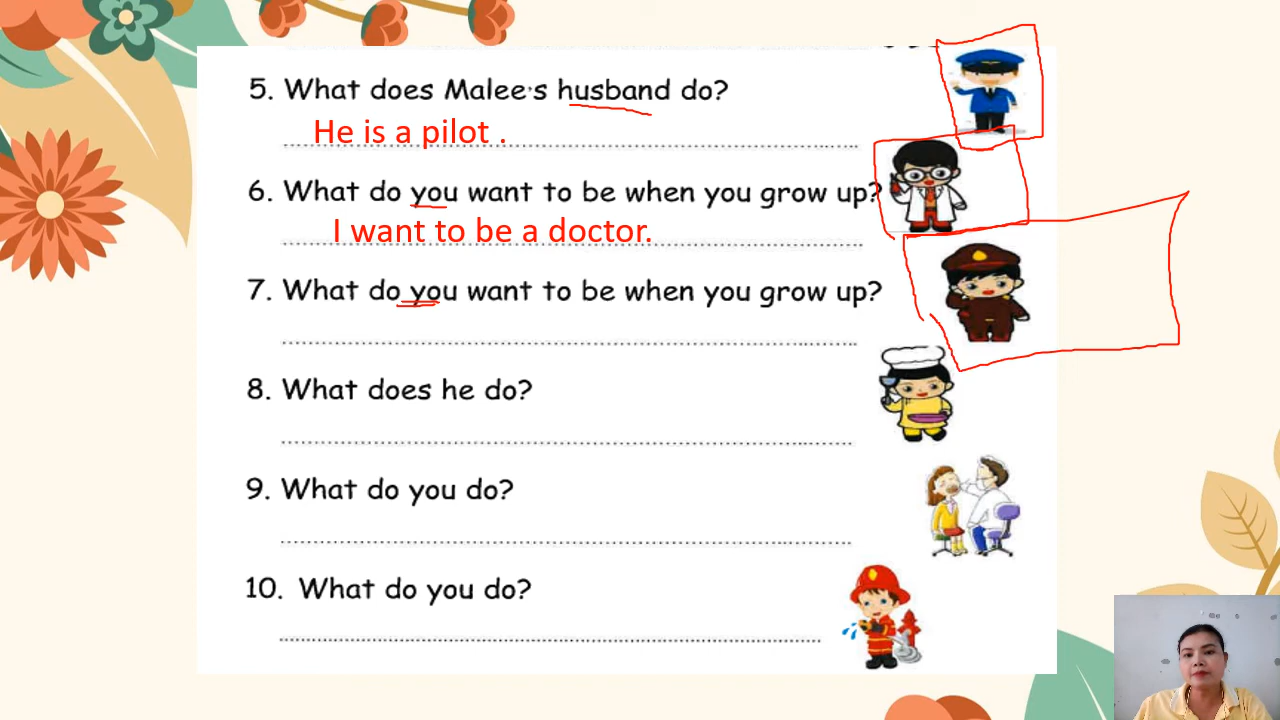 5. What does Malee's husband do?
He is a pilot .
6. What do you want to be when you grow up?
I want to be a doctor.
7. What do you want to be when you grow up?
8. What does he do?
9. What do you do?
10. What do you do?